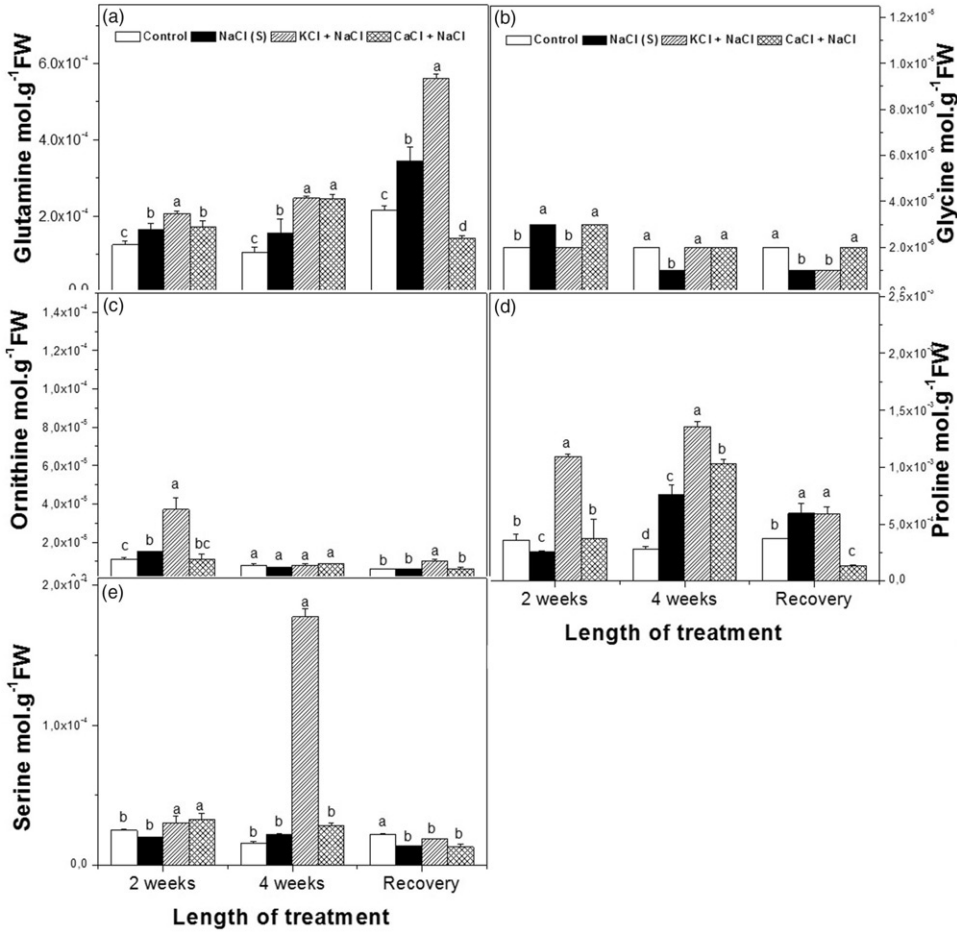 (a)
Control NaCl (S) KCl + NaCl CaCl + NaCl
Glutamine mol.g⁻¹FW
6,0x10⁻⁴
4,0x10⁻⁴
2,0x10⁻⁴
0,0
c b a b
c b a a
c b a d
(b)
Control NaCl (S) KCl + NaCl CaCl + NaCl
Glycine mol.g⁻¹FW
1,2x10⁻⁵
1,0x10⁻⁵
8,0x10⁻⁶
6,0x10⁻⁶
4,0x10⁻⁶
2,0x10⁻⁶
0,0
b a b a
a b a a
a b b a
(c)
Ornithine mol.g⁻¹FW
1,4x10⁻⁴
1,2x10⁻⁴
1,0x10⁻⁴
8,0x10⁻⁵
6,0x10⁻⁵
4,0x10⁻⁵
2,0x10⁻⁵
c b a bc
a a a a
b b a b
(d)
Proline mol.g⁻¹FW
2,5x10⁻³
2,0x10⁻³
1,5x10⁻³
1,0x10⁻³
5,0x10⁻⁴
0,0
b c a b
d c a b
b a a c
2 weeks 4 weeks Recovery
Length of treatment
(e)
Serine mol.g⁻¹FW
1,0x10⁻⁴
0,0
b b a a
b b a b
a b b b
2 weeks 4 weeks Recovery
Length of treatment